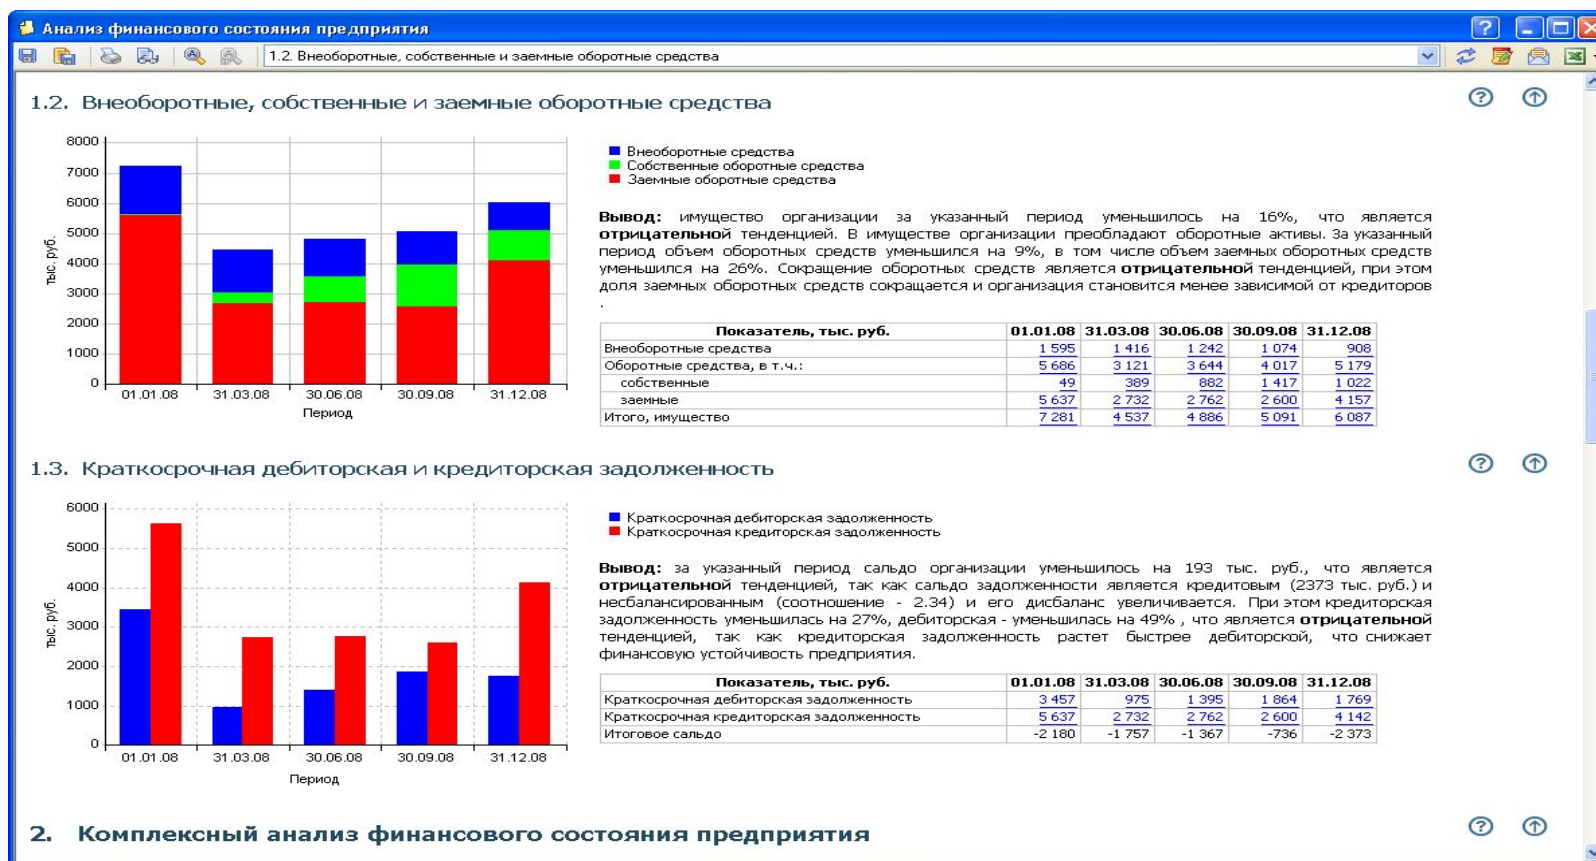 Анализ финансового состояния предприятия
1.2. Внеоборотные, собственные и заемные оборотные средства
1.2. Внеоборотные, собственные и заемные оборотные средства
8000
7000
6000
5000
4000
3000
2000
1000
0
тыс. руб.
01.01.08 31.03.08 30.06.08 30.09.08 31.12.08
Период
Внеоборотные средства
Собственные оборотные средства
Заемные оборотные средства
Вывод: имущество организации за указанный период уменьшилось на 16%, что является
отрицательной тенденцией. В имуществе организации преобладают оборотные активы. За указанный
период объем оборотных средств уменьшился на 9%, в том числе объем заемных оборотных средств
уменьшился на 26%. Сокращение оборотных средств является отрицательной тенденцией, при этом
доля заемных оборотных средств сокращается и организация становится менее зависимой от кредиторов
.
Показатель, тыс. руб. 01.01.08 31.03.08 30.06.08 30.09.08 31.12.08
Внеоборотные средства 1 595 1 416 1 242 1 074 908
Оборотные средства, в т.ч.: 5 686 3 121 3 644 4 017 5 179
собственные 49 389 882 1 417 1 022
заемные 5 637 2 732 2 762 2 600 4 157
Итого, имущество 7 281 4 537 4 886 5 091 6 087
1.3. Краткосрочная дебиторская и кредиторская задолженность
6000
5000
4000
3000
2000
1000
0
тыс. руб.
01.01.08 31.03.08 30.06.08 30.09.08 31.12.08
Период
Краткосрочная дебиторская задолженность
Краткосрочная кредиторская задолженность
Вывод: за указанный период сальдо организации уменьшилось на 193 тыс. руб., что является
отрицательной тенденцией, так как сальдо задолженности является кредитовым (2373 тыс. руб.) и
несбалансированным (соотношение - 2.34) и его дисбаланс увеличивается. При этом кредиторская
задолженность уменьшилась на 27%, дебиторская - уменьшилась на 49% , что является отрицательной
тенденцией, так как кредиторская задолженность растет быстрее дебиторской, что снижает
финансовую устойчивость предприятия.
Показатель, тыс. руб. 01.01.08 31.03.08 30.06.08 30.09.08 31.12.08
Краткосрочная дебиторская задолженность 3 457 975 1 395 1 864 1 769
Краткосрочная кредиторская задолженность 5 637 2 732 2 762 2 600 4 142
Итоговое сальдо -2 180 -1 757 -1 367 -736 -2 373
2. Комплексный анализ финансового состояния предприятия